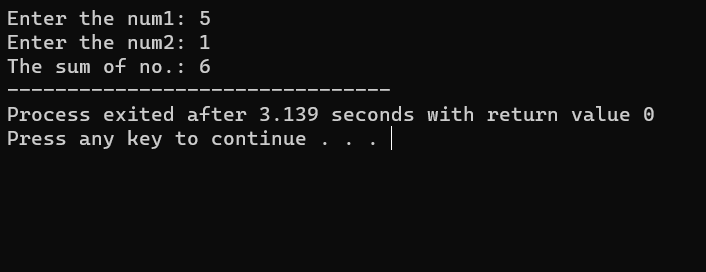 Enter the num1: 5
Enter the num2: 1
The sum of no.: 6
--------------------------------
Process exited after 3.139 seconds with return value 0
Press any key to continue . . .